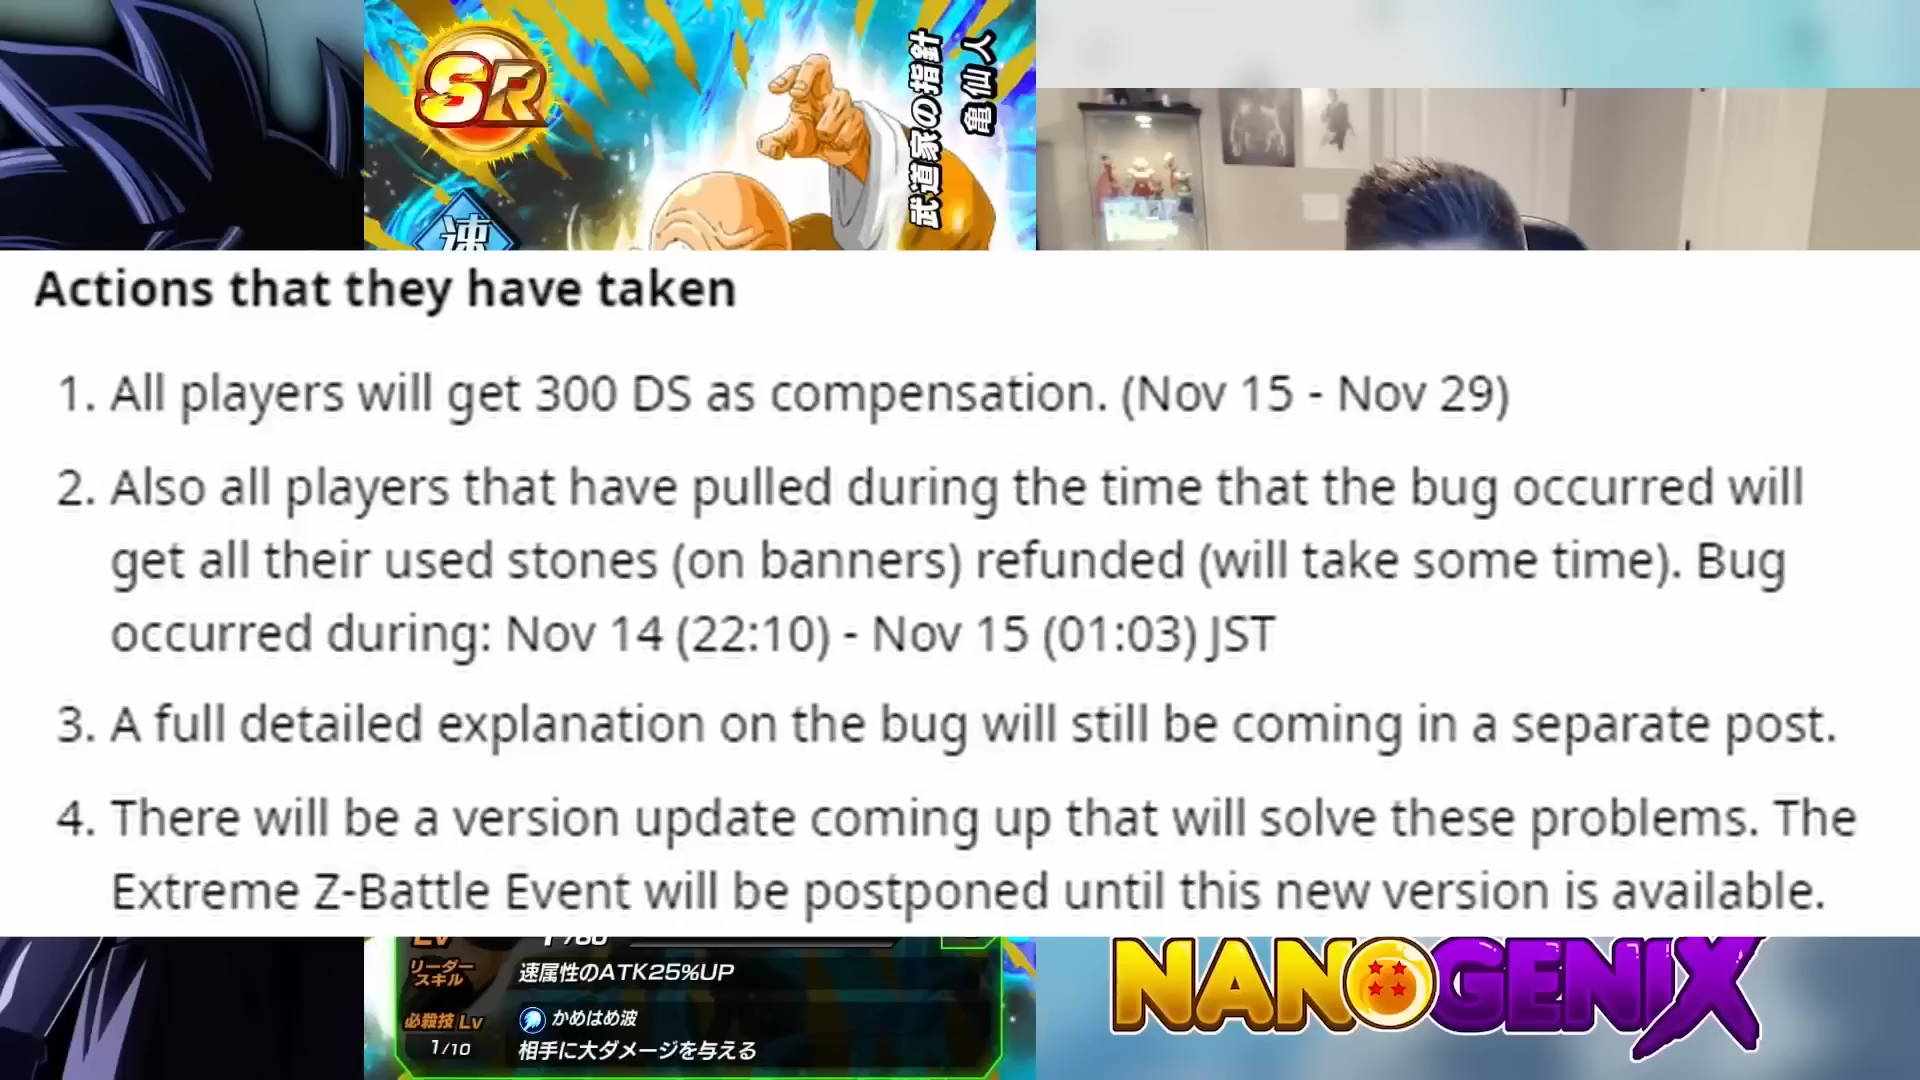 SR
武道家の指針
亀仙人
速
Actions that they have taken
1. All players will get 300 DS as compensation. (Nov 15 - Nov 29)
2. Also all players that have pulled during the time that the bug occurred will
get all their used stones (on banners) refunded (will take some time). Bug
occurred during: Nov 14 (22:10) - Nov 15 (01:03) JST
3. A full detailed explanation on the bug will still be coming in a separate post.
4. There will be a version update coming up that will solve these problems. The
Extreme Z-Battle Event will be postponed until this new version is available.
リーダー
スキル
速属性のATK25%UP
必殺技 Lv
1/10
かめはめ波
相手に大ダメージを与える
NANOGENIX